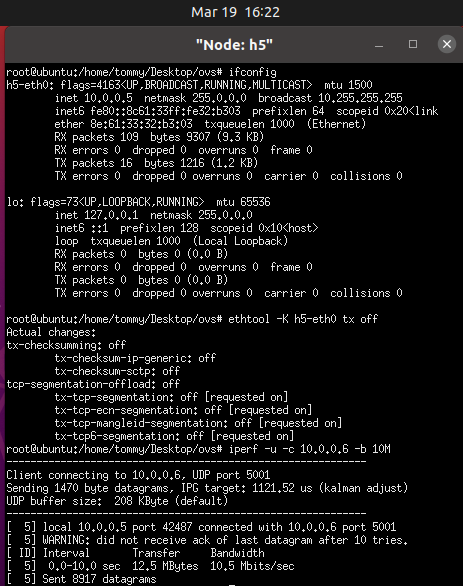 Mar 19 16:22
"Node: h5"
root@ubuntu:/home/tommy/Desktop/ovs# ifconfig
h5-eth0: flags=4163<UP,BROADCAST,RUNNING,MULTICAST>  mtu 1500
        inet 10.0.0.5  netmask 255.0.0.0  broadcast 10.255.255.255
        inet6 fe80::8c61:33ff:fe32:b303  prefixlen 64  scopeid 0x20<link
        ether 8e:61:33:32:b3:03  txqueuelen 1000  (Ethernet)
        RX packets 109  bytes 9307 (9.3 KB)
        RX errors 0  dropped 0  overruns 0  frame 0
        TX packets 16  bytes 1216 (1.2 KB)
        TX errors 0  dropped 0 overruns 0  carrier 0  collisions 0
lo: flags=73<UP,LOOPBACK,RUNNING>  mtu 65536
        inet 127.0.0.1  netmask 255.0.0.0
        inet6 ::1  prefixlen 128  scopeid 0x10<host>
        loop  txqueuelen 1000  (Local Loopback)
        RX packets 0  bytes 0 (0.0 B)
        RX errors 0  dropped 0  overruns 0  frame 0
        TX packets 0  bytes 0 (0.0 B)
        TX errors 0  dropped 0 overruns 0  carrier 0  collisions 0
root@ubuntu:/home/tommy/Desktop/ovs# ethtool -K h5-eth0 tx off
Actual changes:
tx-checksumming: off
        tx-checksum-ip-generic: off
        tx-checksum-sctp: off
tcp-segmentation-offload: off
        tx-tcp-segmentation: off [requested on]
        tx-tcp-ecn-segmentation: off [requested on]
        tx-tcp-mangleid-segmentation: off [requested on]
        tx-tcp6-segmentation: off [requested on]
root@ubuntu:/home/tommy/Desktop/ovs# iperf -u -c 10.0.0.6 -b 10M
------------------------------------------------------------
Client connecting to 10.0.0.6, UDP port 5001
Sending 1470 byte datagrams, IPG target: 1121.52 us (kalman adjust)
UDP buffer size:  208 KByte (default)
------------------------------------------------------------
[  5] local 10.0.0.5 port 42487 connected with 10.0.0.6 port 5001
[  5] WARNING: did not receive ack of last datagram after 10 tries.
[ ID] Interval       Transfer     Bandwidth
[  5]  0.0-10.0 sec  12.5 MBytes  10.5 Mbits/sec
[  5] Sent 8917 datagrams